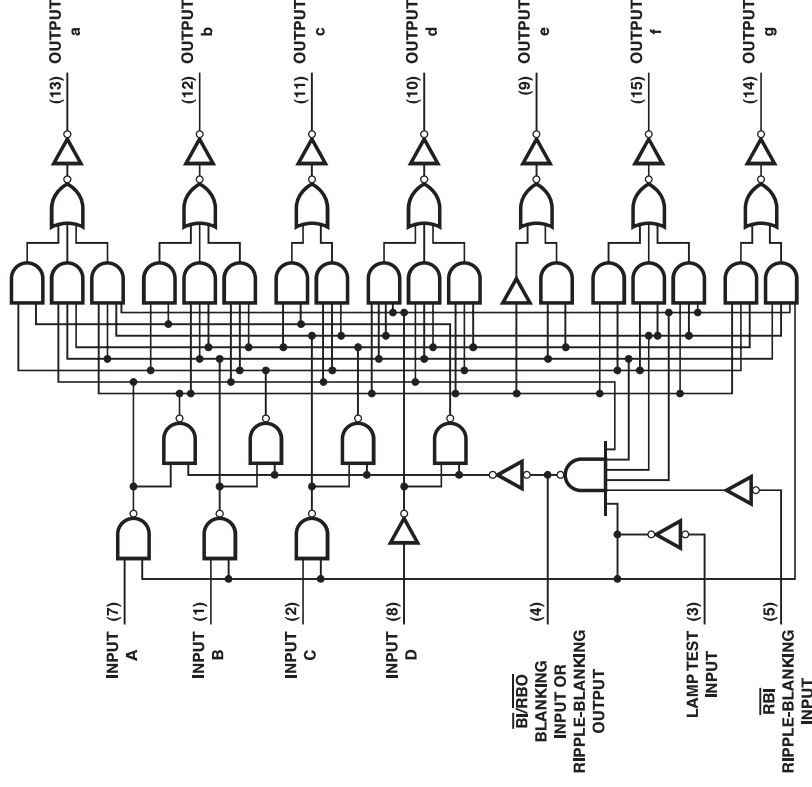 OUTPUT
a
(13)
OUTPUT
b
(12)
OUTPUT
c
(11)
OUTPUT
d
(10)
OUTPUT
e
(9)
OUTPUT
f
(15)
OUTPUT
g
(14)
INPUT
A
(7)
INPUT
B
(1)
INPUT
C
(2)
INPUT
D
(8)
BI/RBO
BLANKING
INPUT OR
RIPPLE-BLANKING
OUTPUT
(4)
LAMP TEST
INPUT
(3)
RBI
RIPPLE-BLANKING
INPUT
(5)